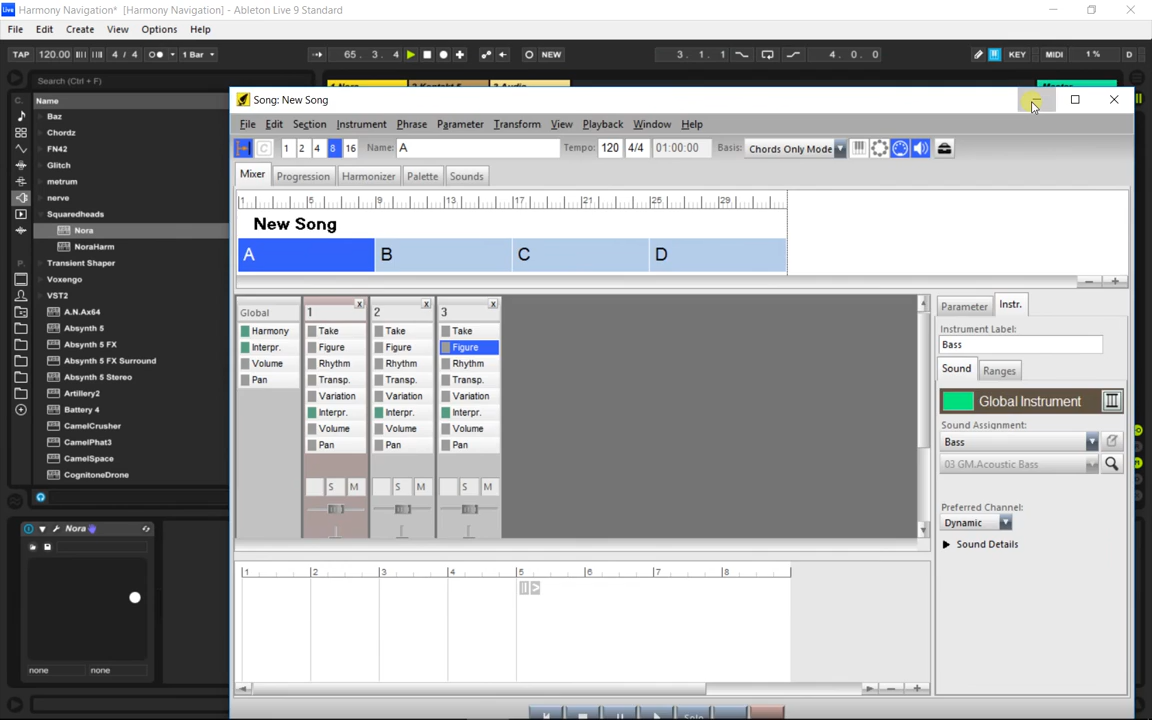 Harmony Navigation* [Harmony Navigation] - Ableton Live 9 Standard
File Edit Create View Options Help
TAP 120.00 4 / 4 1 Bar 65. 3. 4 NEW 3. 1. 1 4. 0. 0 KEY MIDI 1 % D
Search (Ctrl + F)
C. Name
Baz
Chordz
FN42
Glitch
metrum
nerve
Squaredheads
Nora
NoraHarm
P. Transient Shaper
Voxengo
VST2
A.N.Ax64
Absynth 5
Absynth 5 FX
Absynth 5 FX Surround
Absynth 5 Stereo
Artillery2
Battery 4
CamelCrusher
CamelPhat3
CamelSpace
CognitoneDrone
Nora
none none
Song: New Song
File Edit Section Instrument Phrase Parameter Transform View Playback Window Help
C 1 2 4 8 16 Name: A Tempo: 120 4/4 01:00:00 Basis: Chords Only Mode
Mixer Progression Harmonizer Palette Sounds
1 5 9 13 17 21 25 29
New Song
A B C D
Global 1 x 2 x 3 x
Harmony Take Take Take
Interpr. Figure Figure Figure
Volume Rhythm Rhythm Rhythm
Pan Transp. Transp. Transp.
Variation Variation Variation
Interpr. Interpr. Interpr.
Volume Volume Volume
Pan Pan Pan
S M S M S M
1 2 3 4 5 6 7 8
Solo
Parameter Instr.
Instrument Label:
Bass
Sound Ranges
Global Instrument
Sound Assignment:
Bass
03 GM.Acoustic Bass
Preferred Channel:
Dynamic
Sound Details